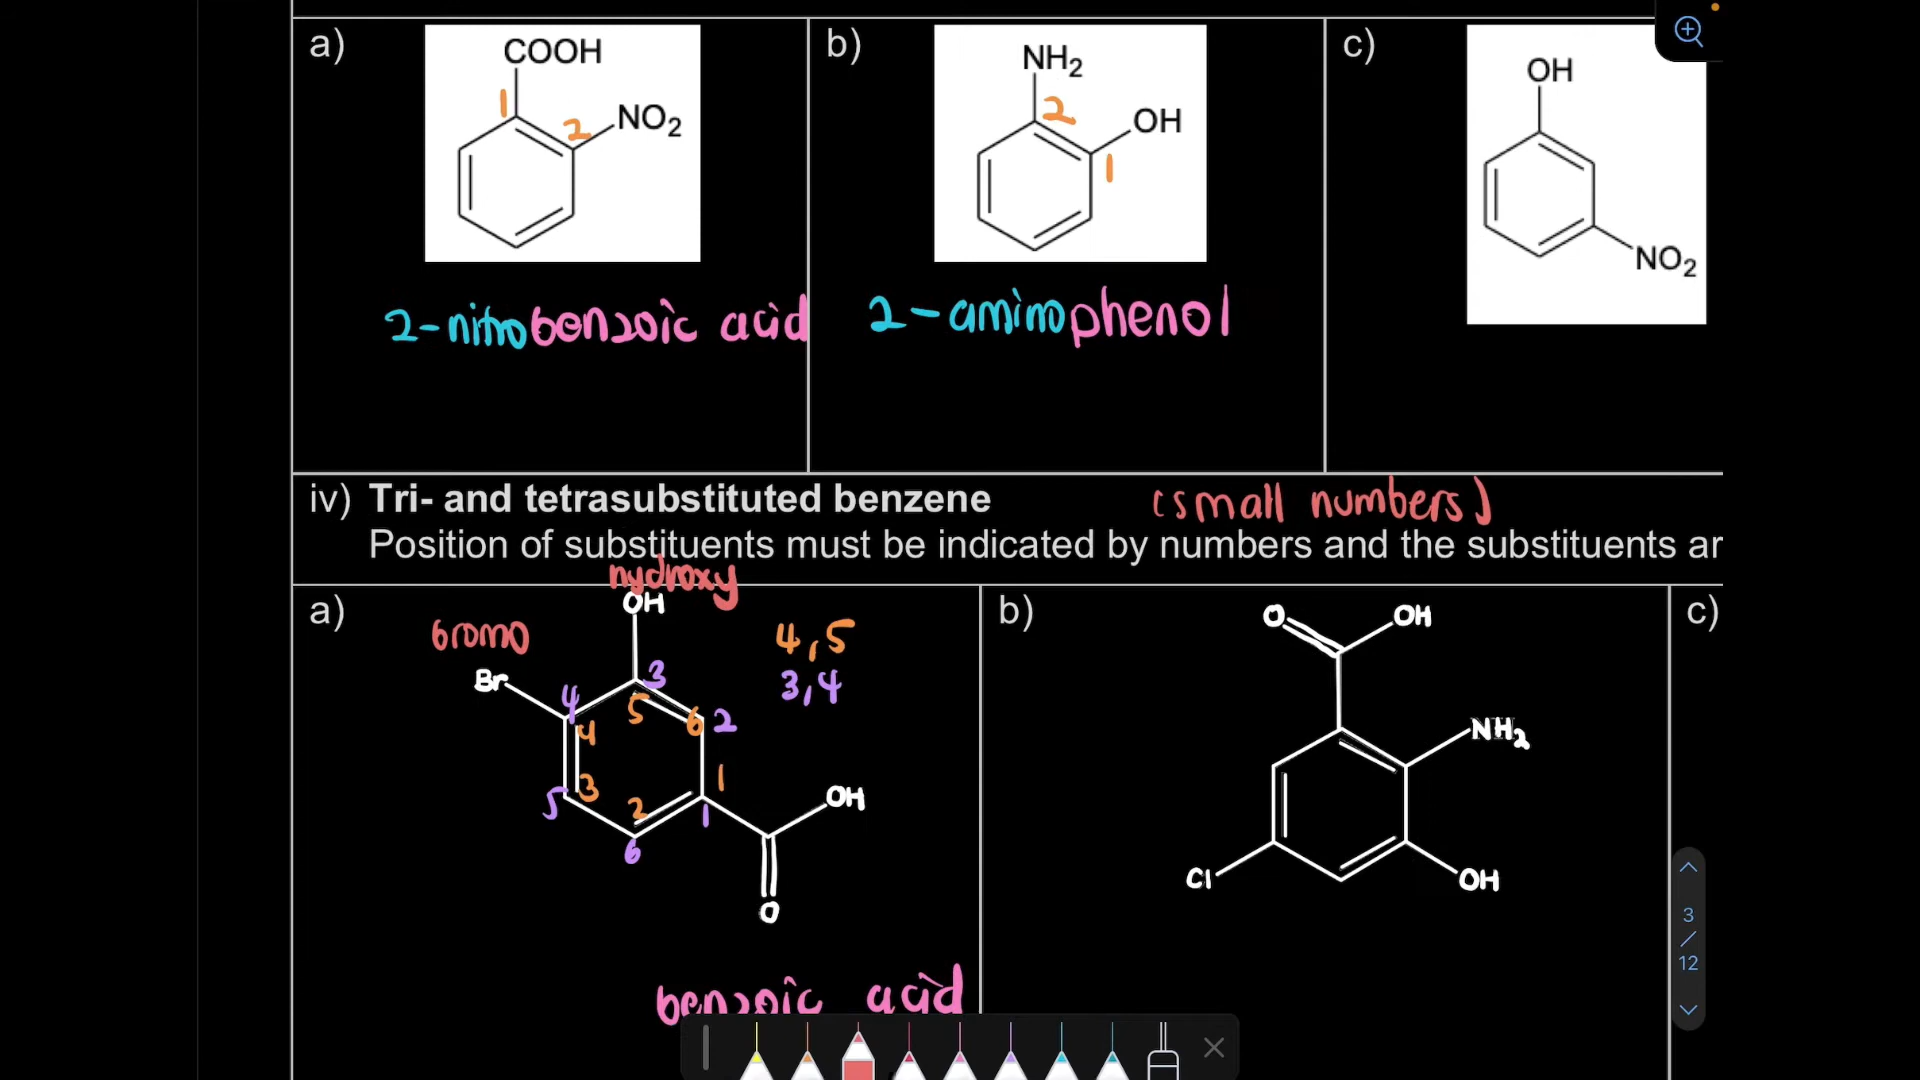 a)
COOH
1
2
NO2
2-nitrobenzoic acid
b)
NH2
2
OH
1
2-aminophenol
c)
OH
NO2
iv) Tri- and tetrasubstituted benzene (small numbers)
Position of substituents must be indicated by numbers and the substituents ar
a)
hydroxy
OH
bromo
Br
4,5
3,4
3
4
5
6
2
4
1
3
5
2
1
6
OH
O
benzoic acid
b)
O
OH
NH2
Cl
OH
c)
3
/
12